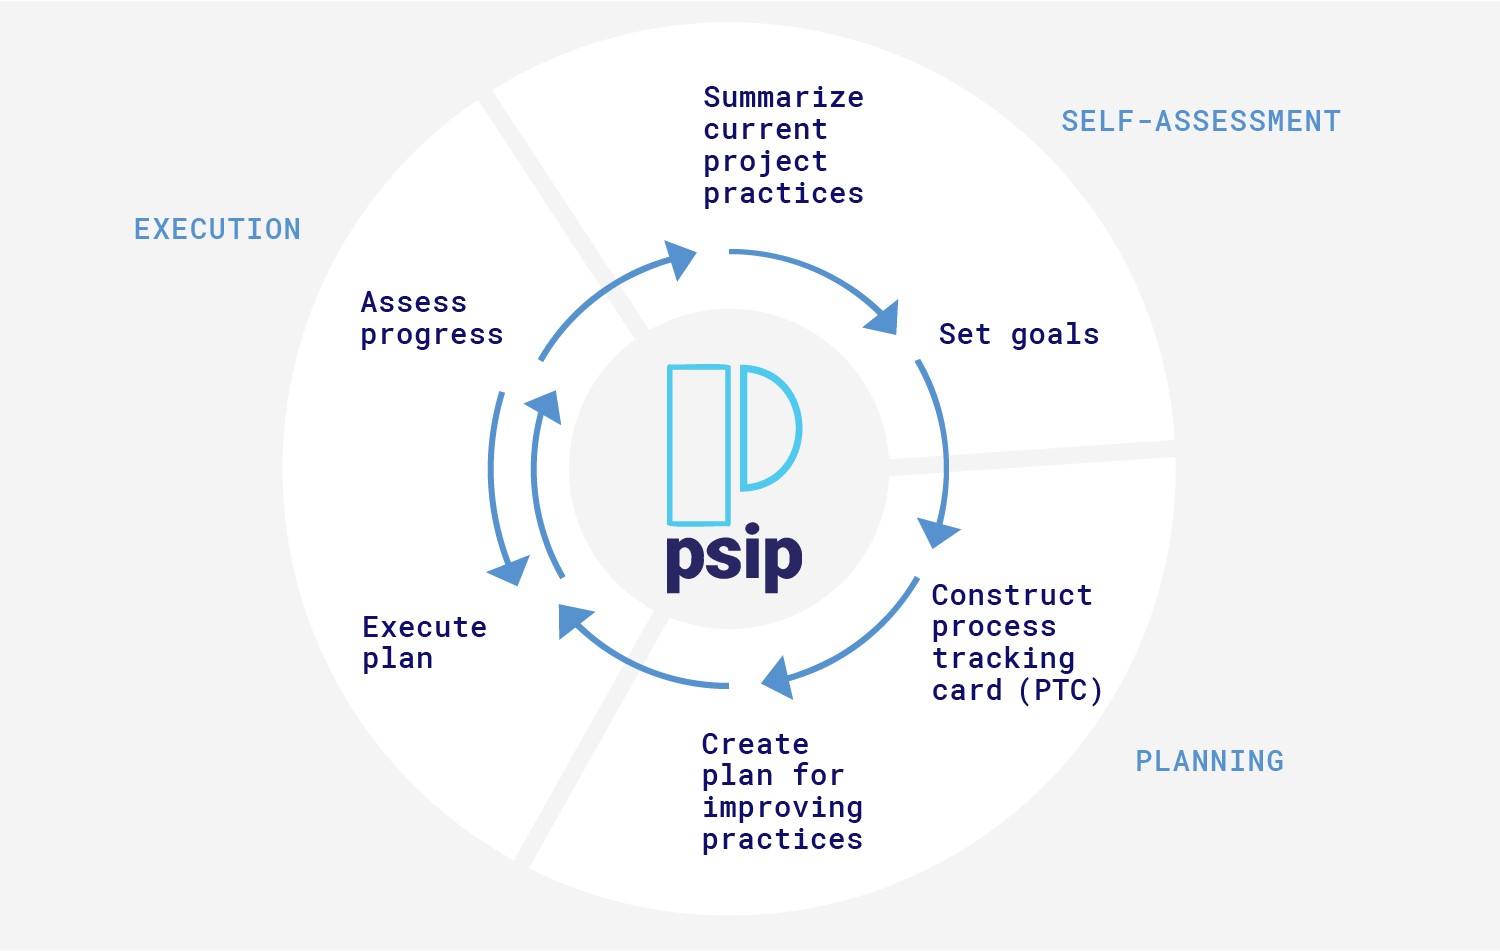 Summarize
current
project
practices
SELF-ASSESSMENT
EXECUTION
Assess
progress
Set goals
psip
Construct
process
tracking
card (PTC)
Execute
plan
Create
plan for
improving
practices
PLANNING